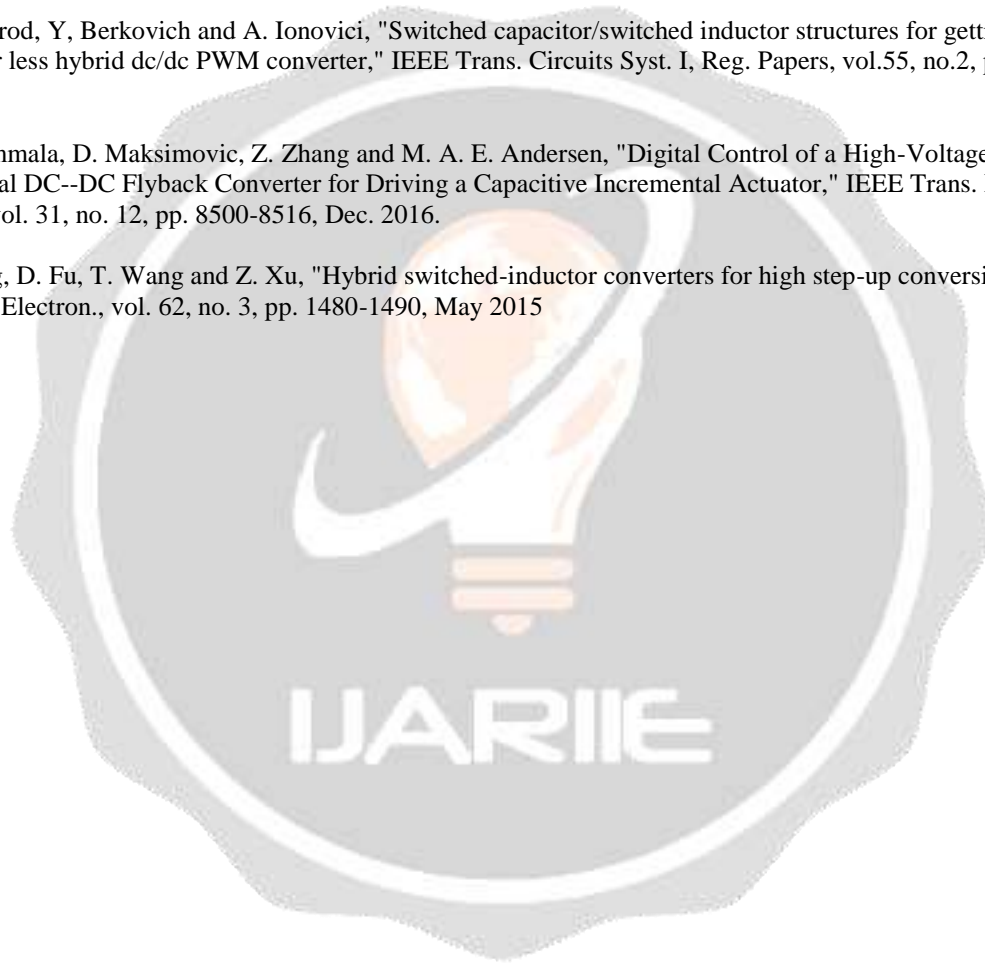 rod, Y, Berkovich and A. Ionovici, "Switched capacitor/switched inductor structures for getti
r less hybrid dc/dc PWM converter," IEEE Trans. Circuits Syst. I, Reg. Papers, vol.55, no.2, p
nmala, D. Maksimovic, Z. Zhang and M. A. E. Andersen, "Digital Control of a High-Voltage
al DC--DC Flyback Converter for Driving a Capacitive Incremental Actuator," IEEE Trans.
vol. 31, no. 12, pp. 8500-8516, Dec. 2016.
g, D. Fu, T. Wang and Z. Xu, "Hybrid switched-inductor converters for high step-up conversi
Electron., vol. 62, no. 3, pp. 1480-1490, May 2015
IJARIIE